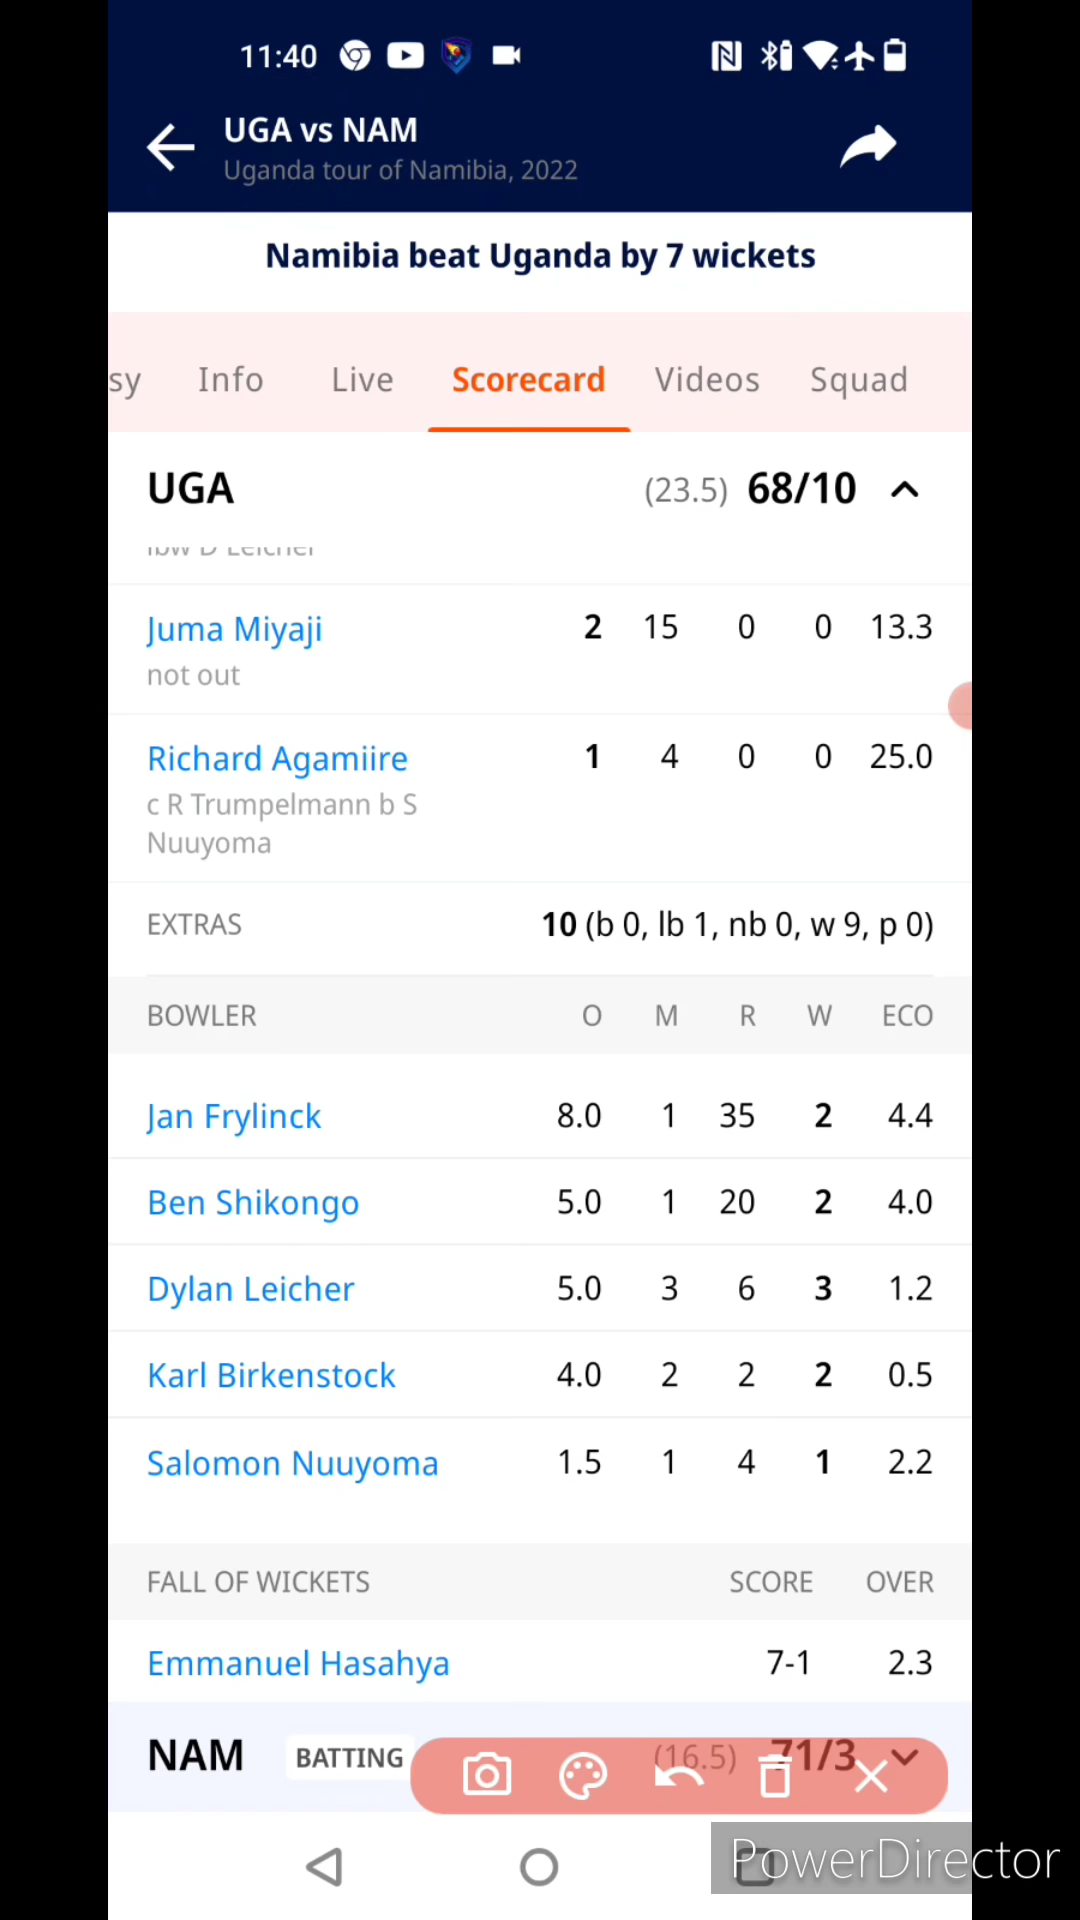 11:40
UGA vs NAM
Uganda tour of Namibia, 2022
Namibia beat Uganda by 7 wickets
sy Info Live Scorecard Videos Squad
UGA (23.5) 68/10
lbw D Leicher
Juma Miyaji 2 15 0 0 13.3
not out
Richard Agamiire 1 4 0 0 25.0
c R Trumpelmann b S
Nuuyoma
EXTRAS 10 (b 0, lb 1, nb 0, w 9, p 0)
BOWLER O M R W ECO
Jan Frylinck 8.0 1 35 2 4.4
Ben Shikongo 5.0 1 20 2 4.0
Dylan Leicher 5.0 3 6 3 1.2
Karl Birkenstock 4.0 2 2 2 0.5
Salomon Nuuyoma 1.5 1 4 1 2.2
FALL OF WICKETS SCORE OVER
Emmanuel Hasahya 7-1 2.3
NAM BATTING (16.5) 71/3
PowerDirector